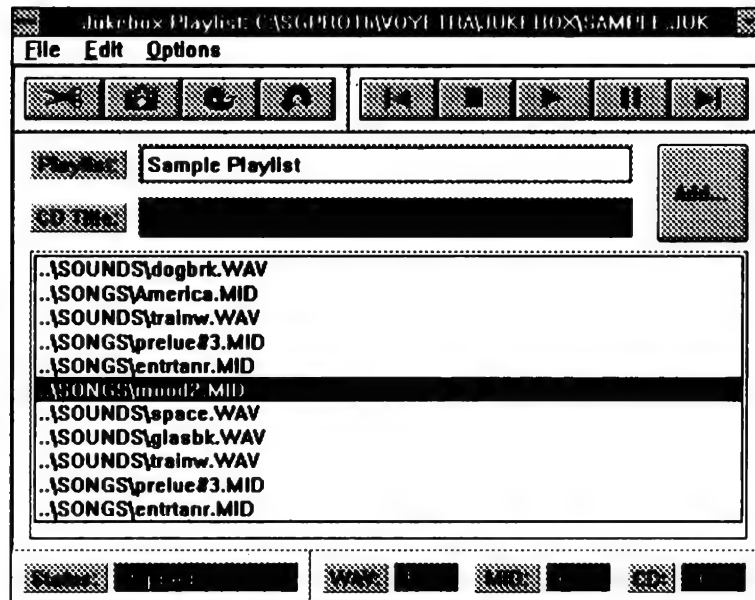 Jukebox Playlist: C:\SGPRO16\VOYETRA\JUKEBOX\SAMPLE.JUK
File Edit Options
Playlist: Sample Playlist
Add...
CD Title:
..\SOUNDS\dogbrk.WAV
..\SONGS\America.MID
..\SOUNDS\trainw.WAV
..\SONGS\prelue#3.MID
..\SONGS\entrtanr.MID
..\SONGS\mood2.MID
..\SOUNDS\space.WAV
..\SOUNDS\glasbk.WAV
..\SOUNDS\trainw.WAV
..\SONGS\prelue#3.MID
..\SONGS\entrtanr.MID
Status: WAV: MID: CD: